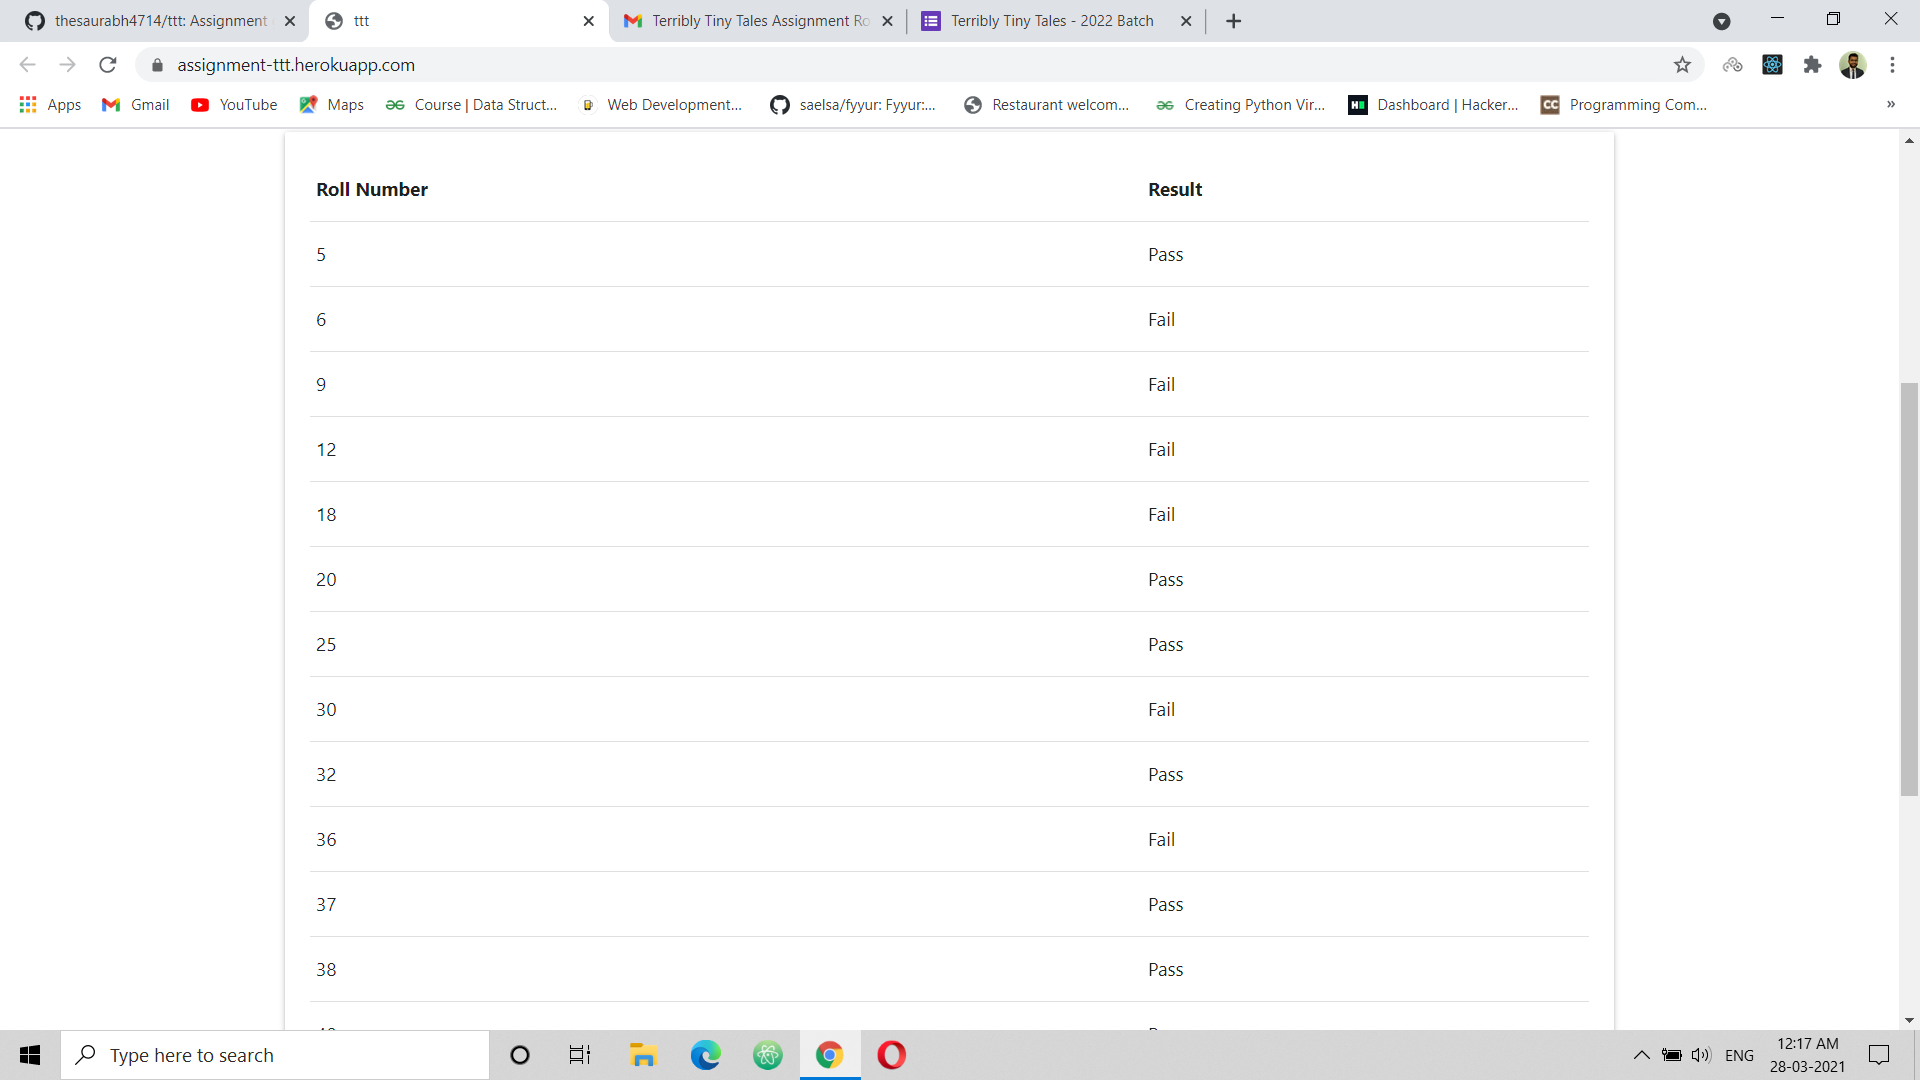 thesaurabh4714/ttt: Assignment
ttt
Terribly Tiny Tales Assignment Ro
Terribly Tiny Tales - 2022 Batch
assignment-ttt.herokuapp.com
Apps
Gmail
YouTube
Maps
Course | Data Struct...
Web Development...
saelsa/fyyur: Fyyur:...
Restaurant welcom...
Creating Python Vir...
Dashboard | Hacker...
Programming Com...
Roll Number Result
5 Pass
6 Fail
9 Fail
12 Fail
18 Fail
20 Pass
25 Pass
30 Fail
32 Pass
36 Fail
37 Pass
38 Pass
Type here to search
ENG
12:17 AM
28-03-2021